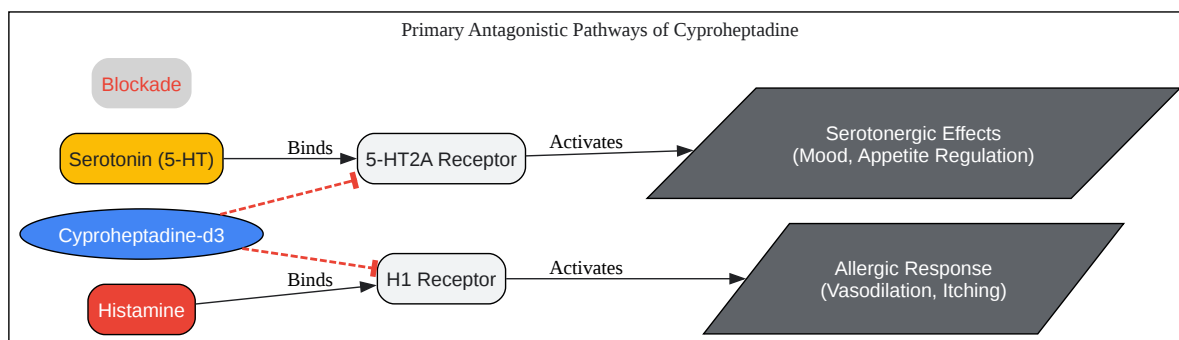 Primary Antagonistic Pathways of Cyproheptadine
Blockade
Serotonin (5-HT)
Binds
5-HT2A Receptor
Activates
Serotonergic Effects
(Mood, Appetite Regulation)
Cyproheptadine-d3
Histamine
Binds
H1 Receptor
Activates
Allergic Response
(Vasodilation, Itching)